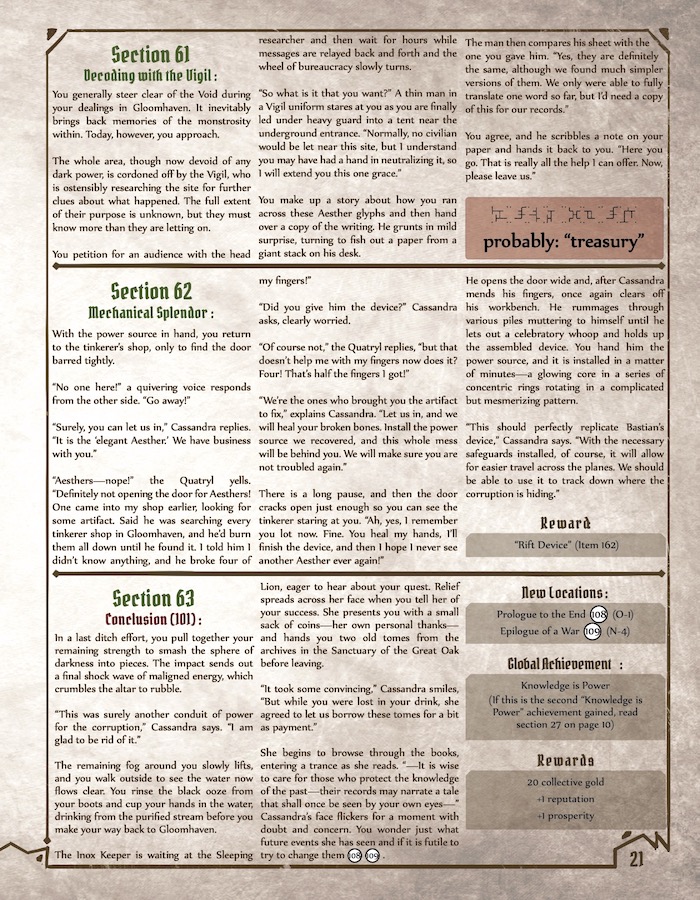 Section 61
Decoding with the Vigil :
You generally steer clear of the Void during
your dealings in Gloomhaven. It inevitably
brings back memories of the monstrosity
within. Today, however, you approach.
The whole area, though now devoid of any
dark power, is cordoned off by the Vigil, who
is ostensibly researching the site for further
clues about what happened. The full extent
of their purpose is unknown, but they must
know more than they are letting on.
You petition for an audience with the head
researcher and then wait for hours while
messages are relayed back and forth and the
wheel of bureaucracy slowly turns.
“So what is it that you want?” A thin man in
a Vigil uniform stares at you as you are finally
led under heavy guard into a tent near the
underground entrance. “Normally, no civilian
would be let near this site, but I understand
you may have had a hand in neutralizing it, so
I will extend you this one grace.”
You make up a story about how you ran
across these Aesther glyphs and then hand
over a copy of the writing. He grunts in mild
surprise, turning to fish out a paper from a
giant stack on his desk.
The man then compares his sheet with the
one you gave him. “Yes, they are definitely
the same, although we found much simpler
versions of them. We only were able to fully
translate one word so far, but I’d need a copy
of this for our records.”
You agree, and he scribbles a note on your
paper and hands it back to you. “Here you
go. That is really all the help I can offer. Now,
please leave us.”
probably: “treasury”
Section 62
Mechanical Splendor :
With the power source in hand, you return
to the tinkerer’s shop, only to find the door
barred tightly.
“No one here!” a quivering voice responds
from the other side. “Go away!”
“Surely, you can let us in,” Cassandra replies.
“It is the ‘elegant Aesther.’ We have business
with you.”
“Aesthers—nope!” the Quatryl yells.
“Definitely not opening the door for Aesthers!
One came into my shop earlier, looking for
some artifact. Said he was searching every
tinkerer shop in Gloomhaven, and he’d burn
them all down until he found it. I told him I
didn’t know anything, and he broke four of
my fingers!”
“Did you give him the device?” Cassandra
asks, clearly worried.
“Of course not,” the Quatryl replies, “but that
doesn’t help me with my fingers now does it?
Four! That’s half the fingers I got!”
“We’re the ones who brought you the artifact
to fix,” explains Cassandra. “Let us in, and we
will heal your broken bones. Install the power
source we recovered, and this whole mess
will be behind you. We will make sure you are
not troubled again.”
There is a long pause, and then the door
cracks open just enough so you can see the
tinkerer staring at you. “Ah, yes, I remember
you lot now. Fine. You heal my hands, I’ll
finish the device, and then I hope I never see
another Aesther ever again!”
He opens the door wide and, after Cassandra
mends his fingers, once again clears off
his workbench. He rummages through
various piles muttering to himself until he
lets out a celebratory whoop and holds up
the assembled device. You hand him the
power source, and it is installed in a matter
of minutes—a glowing core in a series of
concentric rings rotating in a complicated
but mesmerizing pattern.
“This should perfectly replicate Bastian’s
device,” Cassandra says. “With the necessary
safeguards installed, of course, it will allow
for easier travel across the planes. We should
be able to use it to track down where the
corruption is hiding.”
Reward
“Rift Device” (Item 162)
Section 63
Conclusion (101) :
In a last ditch effort, you pull together your
remaining strength to smash the sphere of
darkness into pieces. The impact sends out
a final shock wave of maligned energy, which
crumbles the altar to rubble.
“This was surely another conduit of power
for the corruption,” Cassandra says. “I am
glad to be rid of it.”
The remaining fog around you slowly lifts,
and you walk outside to see the water now
flows clear. You rinse the black ooze from
your boots and cup your hands in the water,
drinking from the purified stream before you
make your way back to Gloomhaven.
The Inox Keeper is waiting at the Sleeping
Lion, eager to hear about your quest. Relief
spreads across her face when you tell her of
your success. She presents you with a small
sack of coins—her own personal thanks—
and hands you two old tomes from the
archives in the Sanctuary of the Great Oak
before leaving.
“It took some convincing,” Cassandra smiles,
“But while you were lost in your drink, she
agreed to let us borrow these tomes for a bit
as payment.”
She begins to browse through the books,
entering a trance as she reads. “—It is wise
to care for those who protect the knowledge
of the past—their records may narrate a tale
that shall once be seen by your own eyes—”
Cassandra’s face flickers for a moment with
doubt and concern. You wonder just what
future events she has seen and if it is futile to
try to change them 108 109 .
New Locations:
Prologue to the End 108 (O-1)
Epilogue of a War 109 (N-4)
Global Achievement :
Knowledge is Power
(If this is the second “Knowledge is
Power” achievement gained, read
section 27 on page 10)
Rewards
20 collective gold
+1 reputation
+1 prosperity
21